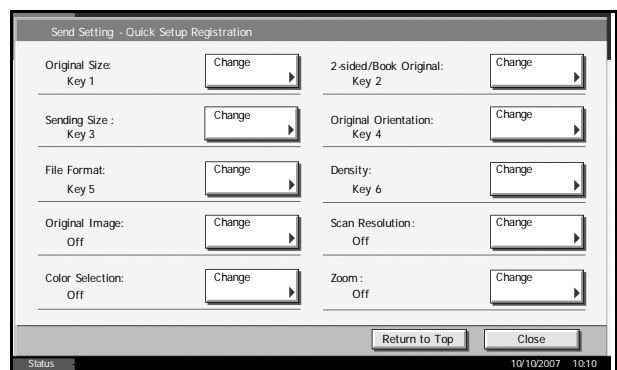 Send Setting - Quick Setup Registration
Original Size:
Key 1
Change
2-sided/Book Original:
Key 2
Change
Sending Size :
Key 3
Change
Original Orientation:
Key 4
Change
File Format:
Key 5
Change
Density:
Key 6
Change
Original Image:
Off
Change
Scan Resolution:
Off
Change
Color Selection:
Off
Change
Zoom :
Off
Change
Return to Top
Close
Status
10/10/2007 10:10